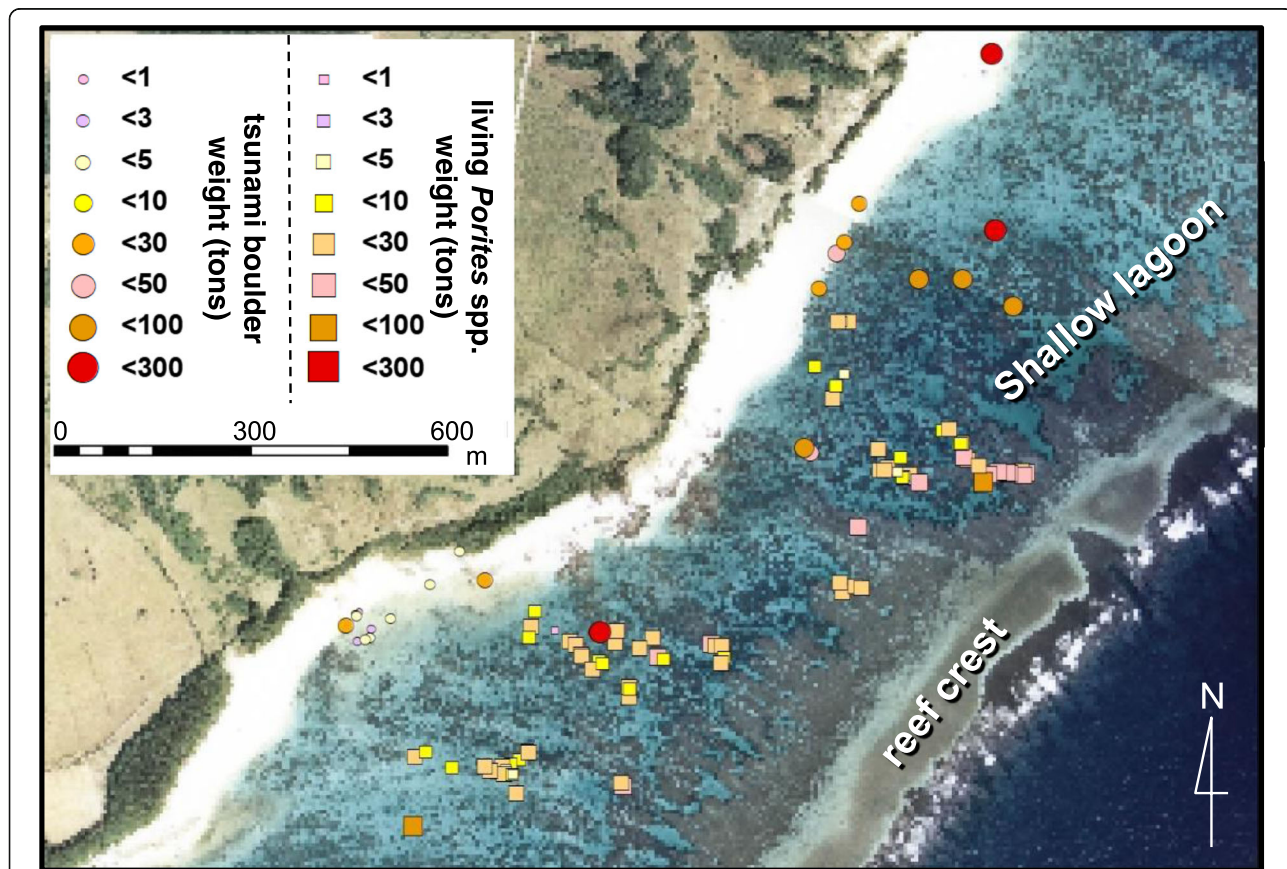 <1
<3
<5
<10
<30
<50
<100
<300
tsunami boulder
weight (tons)
<1
<3
<5
<10
<30
<50
<100
<300
living Porites spp.
weight (tons)
0 300 600
m
Shallow lagoon
reef crest
N